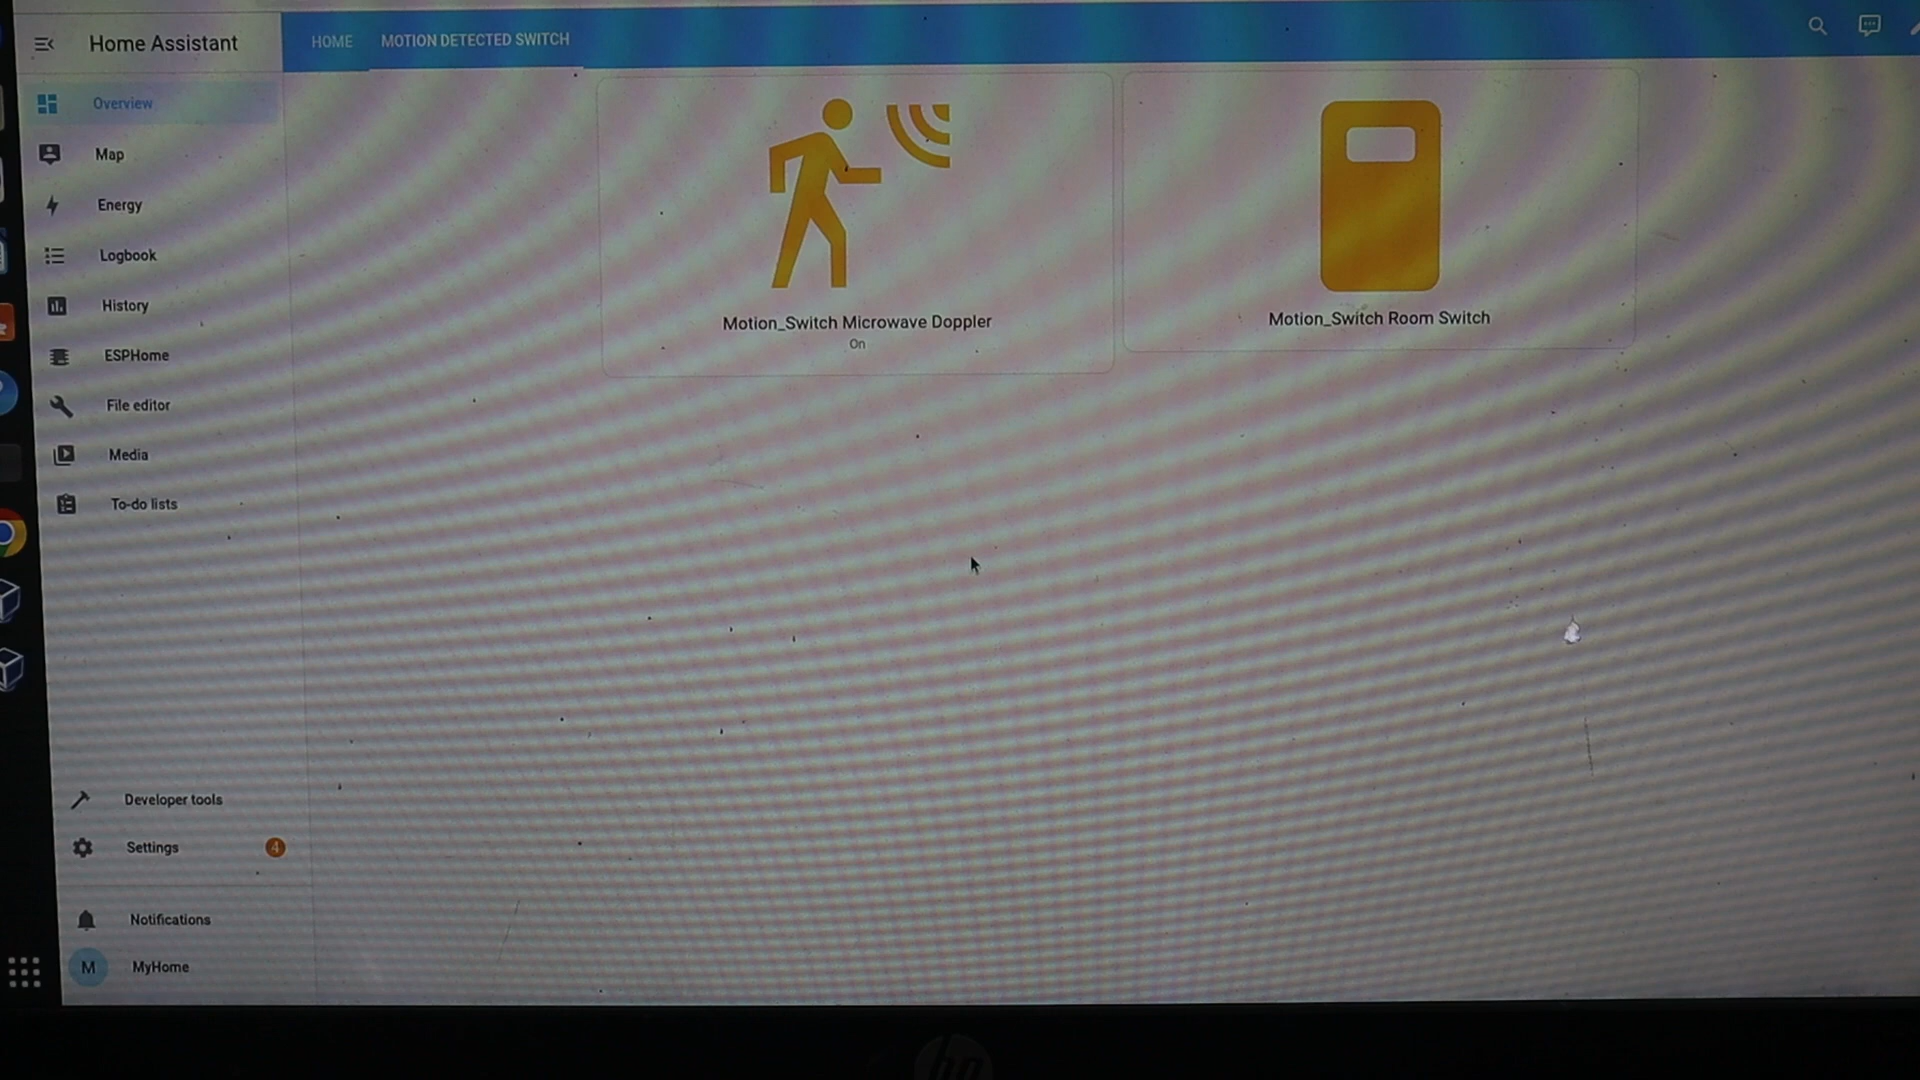 Home Assistant
HOME
MOTION DETECTED SWITCH
Overview
Map
Energy
Logbook
History
ESPHome
File editor
Media
To-do lists
Motion_Switch Microwave Doppler
On
Motion_Switch Room Switch
Developer tools
Settings
4
Notifications
M
MyHome
hp